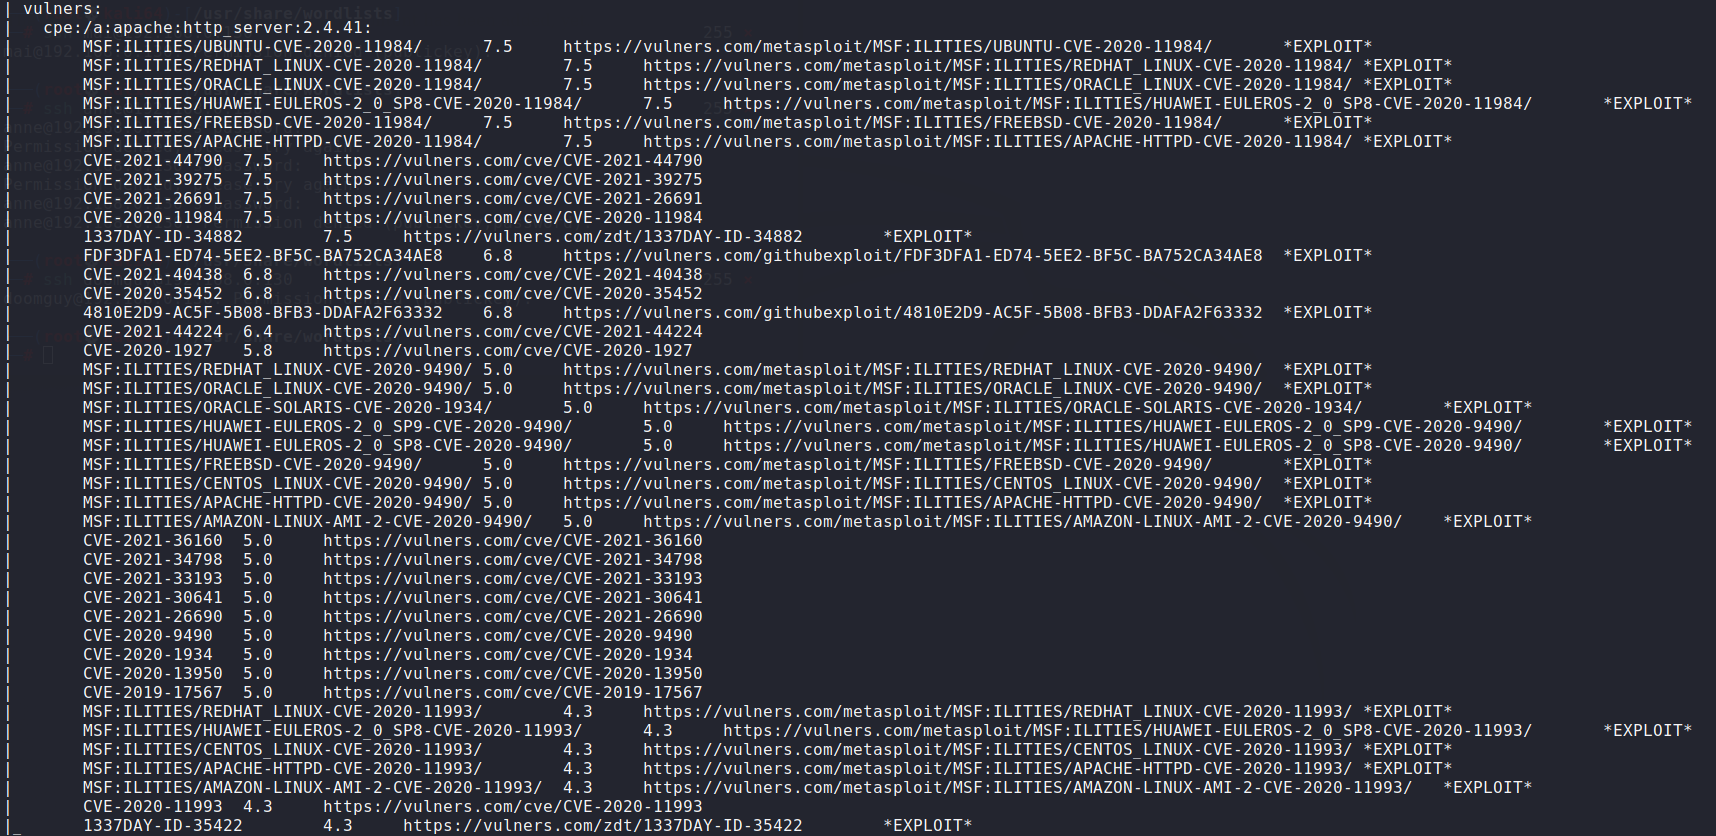 | vulners:
|   cpe:/a:apache:http_server:2.4.41:
|       MSF:ILITIES/UBUNTU-CVE-2020-11984/      7.5     https://vulners.com/metasploit/MSF:ILITIES/UBUNTU-CVE-2020-11984/       *EXPLOIT*
|       MSF:ILITIES/REDHAT_LINUX-CVE-2020-11984/        7.5     https://vulners.com/metasploit/MSF:ILITIES/REDHAT_LINUX-CVE-2020-11984/ *EXPLOIT*
|       MSF:ILITIES/ORACLE_LINUX-CVE-2020-11984/        7.5     https://vulners.com/metasploit/MSF:ILITIES/ORACLE_LINUX-CVE-2020-11984/ *EXPLOIT*
|       MSF:ILITIES/HUAWEI-EULEROS-2_0_SP8-CVE-2020-11984/      7.5     https://vulners.com/metasploit/MSF:ILITIES/HUAWEI-EULEROS-2_0_SP8-CVE-2020-11984/       *EXPLOIT*
|       MSF:ILITIES/FREEBSD-CVE-2020-11984/     7.5     https://vulners.com/metasploit/MSF:ILITIES/FREEBSD-CVE-2020-11984/      *EXPLOIT*
|       MSF:ILITIES/APACHE-HTTPD-CVE-2020-11984/        7.5     https://vulners.com/metasploit/MSF:ILITIES/APACHE-HTTPD-CVE-2020-11984/ *EXPLOIT*
|       CVE-2021-44790  7.5     https://vulners.com/cve/CVE-2021-44790
|       CVE-2021-39275  7.5     https://vulners.com/cve/CVE-2021-39275
|       CVE-2021-26691  7.5     https://vulners.com/cve/CVE-2021-26691
|       CVE-2020-11984  7.5     https://vulners.com/cve/CVE-2020-11984
|       1337DAY-ID-34882        7.5     https://vulners.com/zdt/1337DAY-ID-34882        *EXPLOIT*
|       FDF3DFA1-ED74-5EE2-BF5C-BA752CA34AE8    6.8     https://vulners.com/githubexploit/FDF3DFA1-ED74-5EE2-BF5C-BA752CA34AE8  *EXPLOIT*
|       CVE-2021-40438  6.8     https://vulners.com/cve/CVE-2021-40438
|       CVE-2020-35452  6.8     https://vulners.com/cve/CVE-2020-35452
|       4810E2D9-AC5F-5B08-BFB3-DDAFA2F63332    6.8     https://vulners.com/githubexploit/4810E2D9-AC5F-5B08-BFB3-DDAFA2F63332  *EXPLOIT*
|       CVE-2021-44224  6.4     https://vulners.com/cve/CVE-2021-44224
|       CVE-2020-1927   5.8     https://vulners.com/cve/CVE-2020-1927
|       MSF:ILITIES/REDHAT_LINUX-CVE-2020-9490/ 5.0     https://vulners.com/metasploit/MSF:ILITIES/REDHAT_LINUX-CVE-2020-9490/  *EXPLOIT*
|       MSF:ILITIES/ORACLE_LINUX-CVE-2020-9490/ 5.0     https://vulners.com/metasploit/MSF:ILITIES/ORACLE_LINUX-CVE-2020-9490/  *EXPLOIT*
|       MSF:ILITIES/ORACLE-SOLARIS-CVE-2020-1934/       5.0     https://vulners.com/metasploit/MSF:ILITIES/ORACLE-SOLARIS-CVE-2020-1934/        *EXPLOIT*
|       MSF:ILITIES/HUAWEI-EULEROS-2_0_SP9-CVE-2020-9490/       5.0     https://vulners.com/metasploit/MSF:ILITIES/HUAWEI-EULEROS-2_0_SP9-CVE-2020-9490/        *EXPLOIT*
|       MSF:ILITIES/HUAWEI-EULEROS-2_0_SP8-CVE-2020-9490/       5.0     https://vulners.com/metasploit/MSF:ILITIES/HUAWEI-EULEROS-2_0_SP8-CVE-2020-9490/        *EXPLOIT*
|       MSF:ILITIES/FREEBSD-CVE-2020-9490/      5.0     https://vulners.com/metasploit/MSF:ILITIES/FREEBSD-CVE-2020-9490/       *EXPLOIT*
|       MSF:ILITIES/CENTOS_LINUX-CVE-2020-9490/ 5.0     https://vulners.com/metasploit/MSF:ILITIES/CENTOS_LINUX-CVE-2020-9490/  *EXPLOIT*
|       MSF:ILITIES/APACHE-HTTPD-CVE-2020-9490/ 5.0     https://vulners.com/metasploit/MSF:ILITIES/APACHE-HTTPD-CVE-2020-9490/  *EXPLOIT*
|       MSF:ILITIES/AMAZON-LINUX-AMI-2-CVE-2020-9490/   5.0     https://vulners.com/metasploit/MSF:ILITIES/AMAZON-LINUX-AMI-2-CVE-2020-9490/    *EXPLOIT*
|       CVE-2021-36160  5.0     https://vulners.com/cve/CVE-2021-36160
|       CVE-2021-34798  5.0     https://vulners.com/cve/CVE-2021-34798
|       CVE-2021-33193  5.0     https://vulners.com/cve/CVE-2021-33193
|       CVE-2021-30641  5.0     https://vulners.com/cve/CVE-2021-30641
|       CVE-2021-26690  5.0     https://vulners.com/cve/CVE-2021-26690
|       CVE-2020-9490   5.0     https://vulners.com/cve/CVE-2020-9490
|       CVE-2020-1934   5.0     https://vulners.com/cve/CVE-2020-1934
|       CVE-2020-13950  5.0     https://vulners.com/cve/CVE-2020-13950
|       CVE-2019-17567  5.0     https://vulners.com/cve/CVE-2019-17567
|       MSF:ILITIES/REDHAT_LINUX-CVE-2020-11993/        4.3     https://vulners.com/metasploit/MSF:ILITIES/REDHAT_LINUX-CVE-2020-11993/ *EXPLOIT*
|       MSF:ILITIES/HUAWEI-EULEROS-2_0_SP8-CVE-2020-11993/      4.3     https://vulners.com/metasploit/MSF:ILITIES/HUAWEI-EULEROS-2_0_SP8-CVE-2020-11993/       *EXPLOIT*
|       MSF:ILITIES/CENTOS_LINUX-CVE-2020-11993/        4.3     https://vulners.com/metasploit/MSF:ILITIES/CENTOS_LINUX-CVE-2020-11993/ *EXPLOIT*
|       MSF:ILITIES/APACHE-HTTPD-CVE-2020-11993/        4.3     https://vulners.com/metasploit/MSF:ILITIES/APACHE-HTTPD-CVE-2020-11993/ *EXPLOIT*
|       MSF:ILITIES/AMAZON-LINUX-AMI-2-CVE-2020-11993/  4.3     https://vulners.com/metasploit/MSF:ILITIES/AMAZON-LINUX-AMI-2-CVE-2020-11993/   *EXPLOIT*
|       CVE-2020-11993  4.3     https://vulners.com/cve/CVE-2020-11993
|_      1337DAY-ID-35422        4.3     https://vulners.com/zdt/1337DAY-ID-35422        *EXPLOIT*